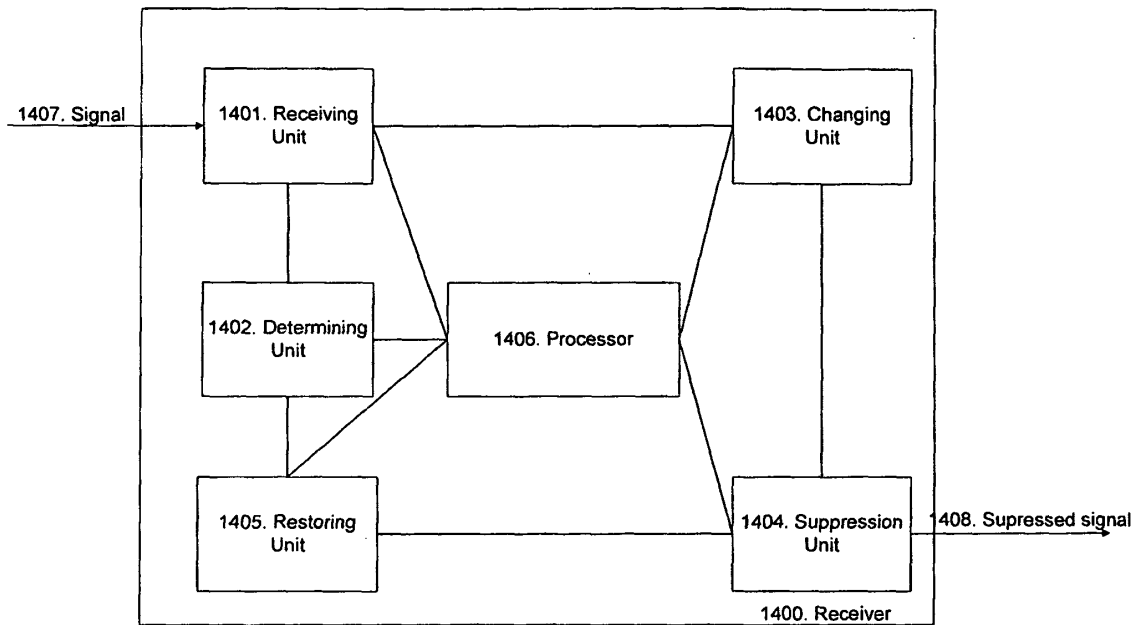 1407. Signal
1401. Receiving
Unit
1403. Changing
Unit
1402. Determining
Unit
1406. Processor
1405. Restoring
Unit
1404. Suppression
Unit
1408. Supressed signal
1400. Receiver